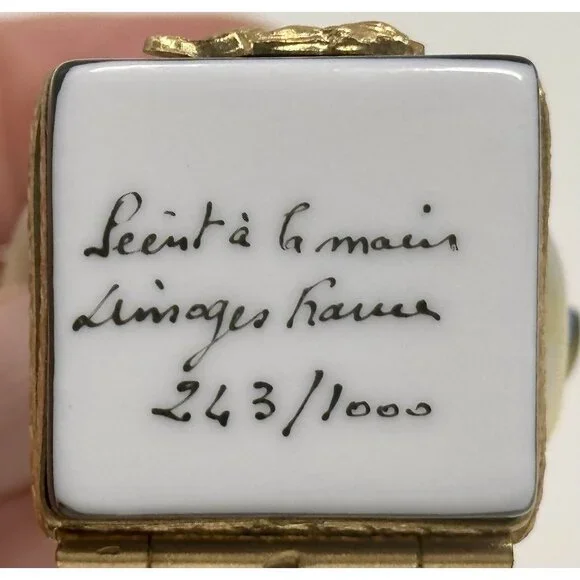 Peint à la main
Limoges France
243/1000